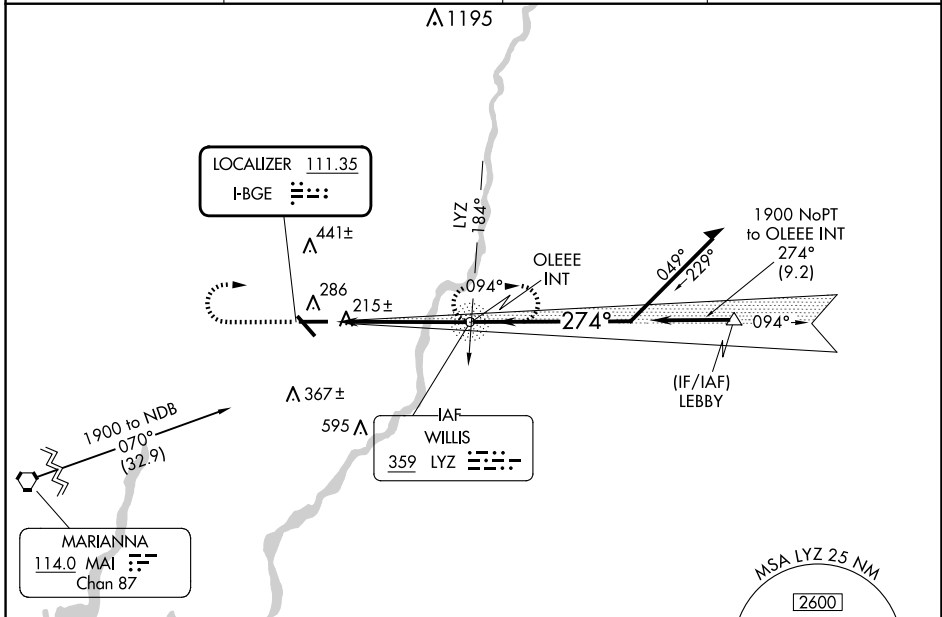 1195
LOCALIZER 111.35
I-BGE
441±
286
215±
LYZ
184°
OLEEE
INT
094°
049°
229°
1900 NoPT
to OLEEE INT
274°
(9.2)
274°
094°
(IF/IAF)
LEBBY
367±
595
IAF
WILLIS
359 LYZ
1900 to NDB
070°
(32.9)
MARIANNA
114.0 MAI
Chan 87
MSA LYZ 25 NM
2600